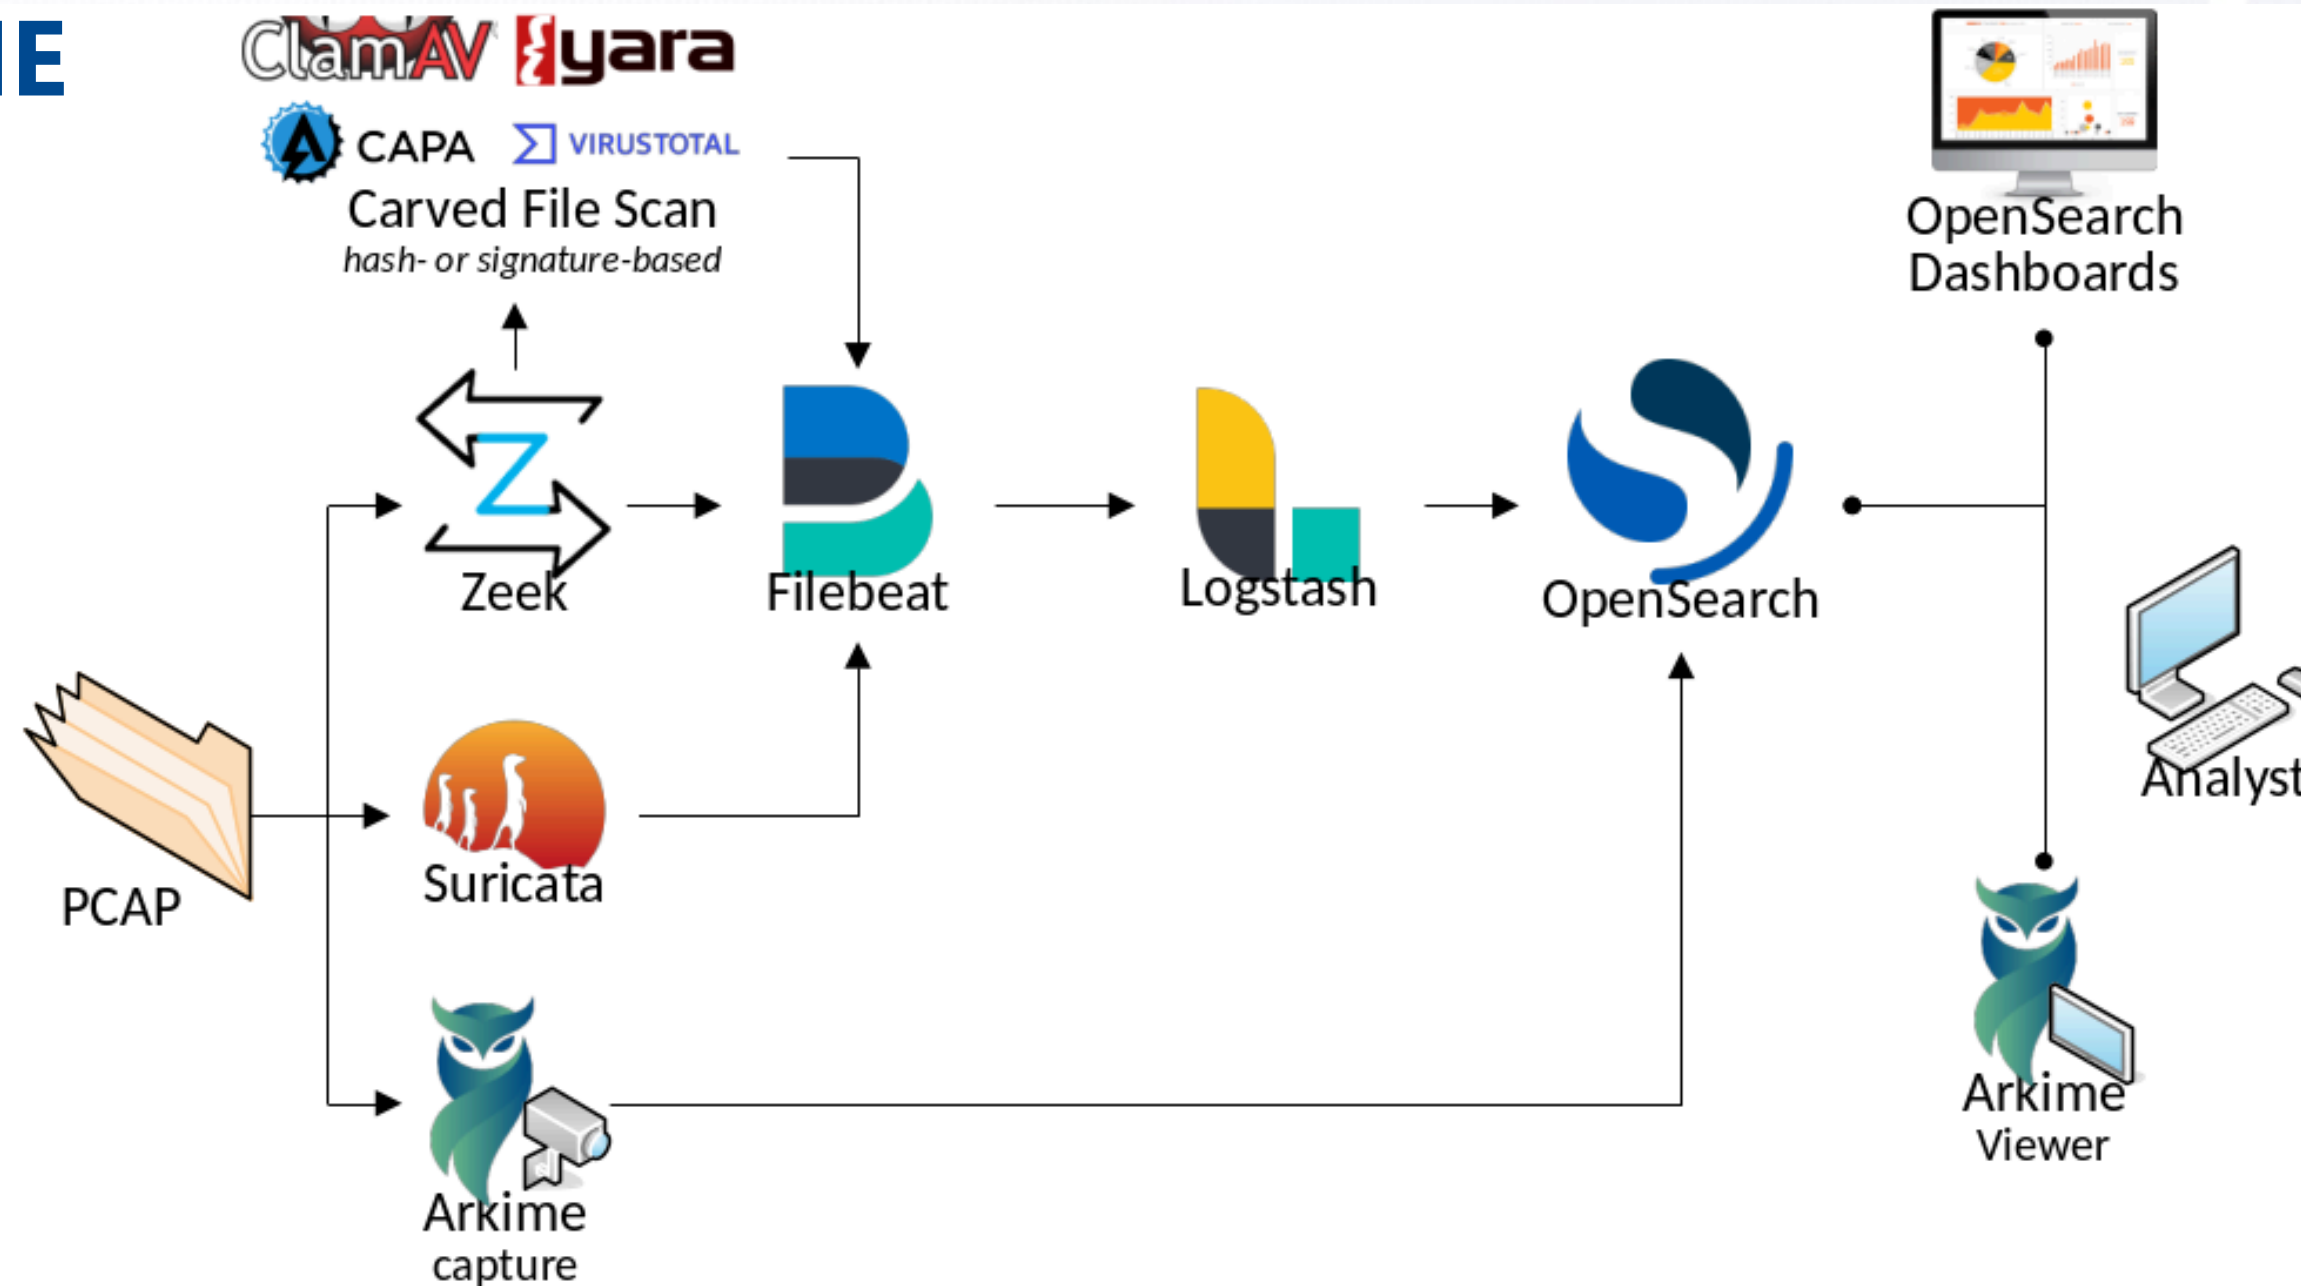 IE
ClamAV
yara
CAPA
VIRUSTOTAL
Carved File Scan
hash- or signature-based
OpenSearch
Dashboards
Zeek
Filebeat
Logstash
OpenSearch
Analyst
PCAP
Suricata
Arkime
Viewer
Arkime
capture